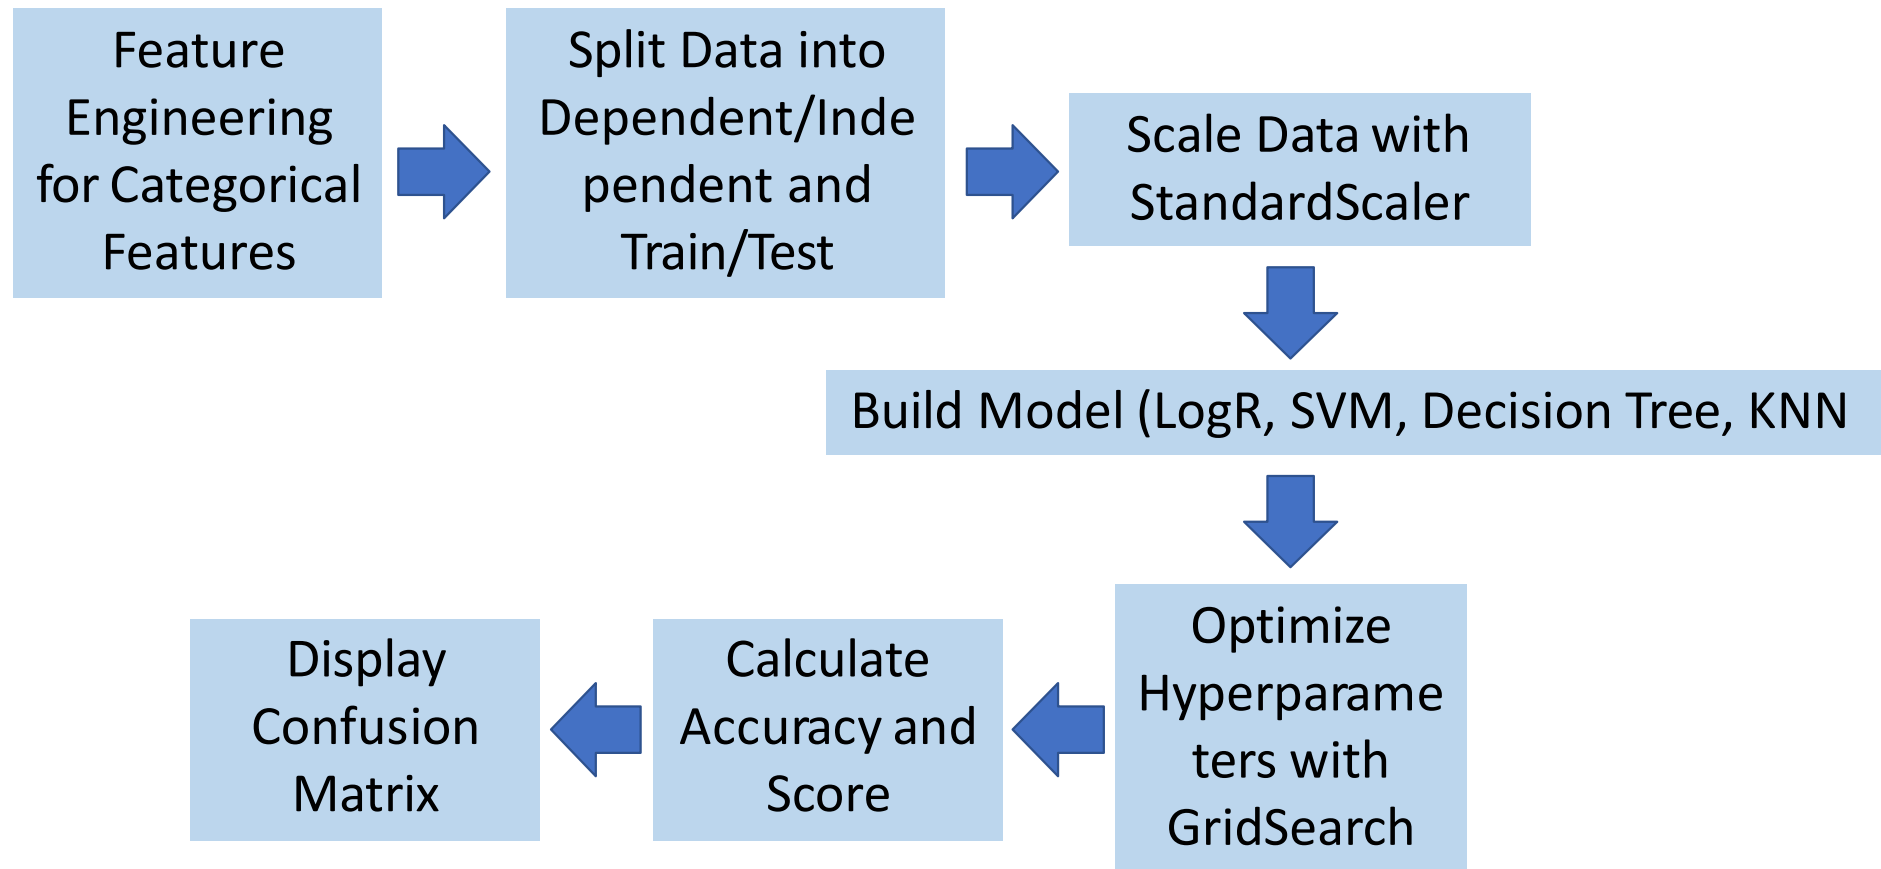 Feature
Engineering
for Categorical
Features
Split Data into
Dependent/Inde
pendent and
Train/Test
Scale Data with
StandardScaler
Build Model (LogR, SVM, Decision Tree, KNN
Optimize
Hyperparame
ters with
GridSearch
Calculate
Accuracy and
Score
Display
Confusion
Matrix